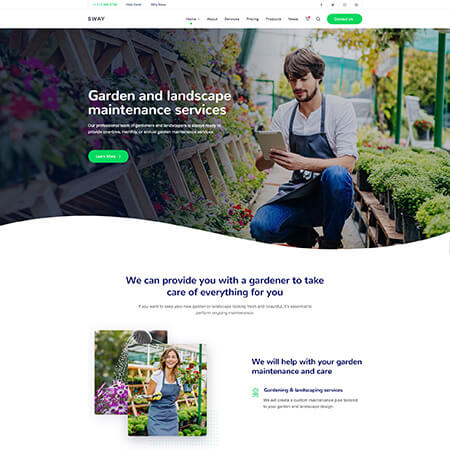 Help Desk Why Sway
SWAY Home About Services Pricing Products News Contact Us
Garden and landscape
maintenance services
Our professional team of gardeners and landscapers is always ready to
provide one-time, monthly, or annual garden maintenance services.
Learn More
We can provide you with a gardener to take
care of everything for you
If you want to keep your new garden or landscape looking fresh and beautiful, it's essential to
perform ongoing maintenance.
We will help with your garden
maintenance and care
Gardening & landscaping services
We will create a custom maintenance plan tailored
to your garden and landscape design.